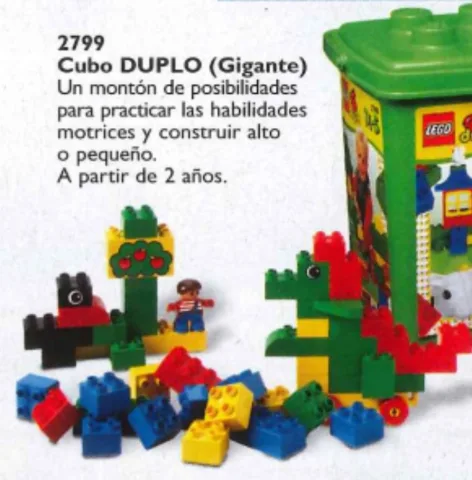 2799
Cubo DUPLO (Gigante)
Un montón de posibilidades
para practicar las habilidades
motrices y construir alto
o pequeño.
A partir de 2 años.
LEGO